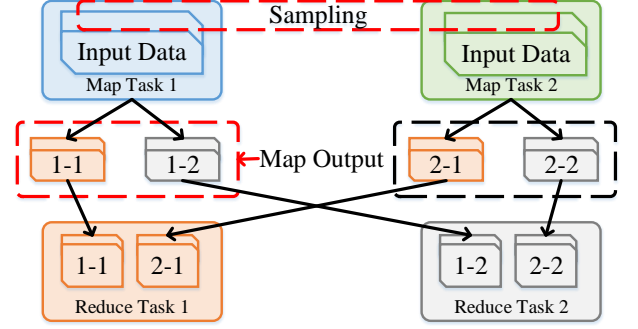 Sampling
Input Data
Input Data
Map Task 1
Map Task 2
1-1
1-2
Map Output
2-1
2-2
1-1
2-1
1-2
2-2
Reduce Task 1
Reduce Task 2